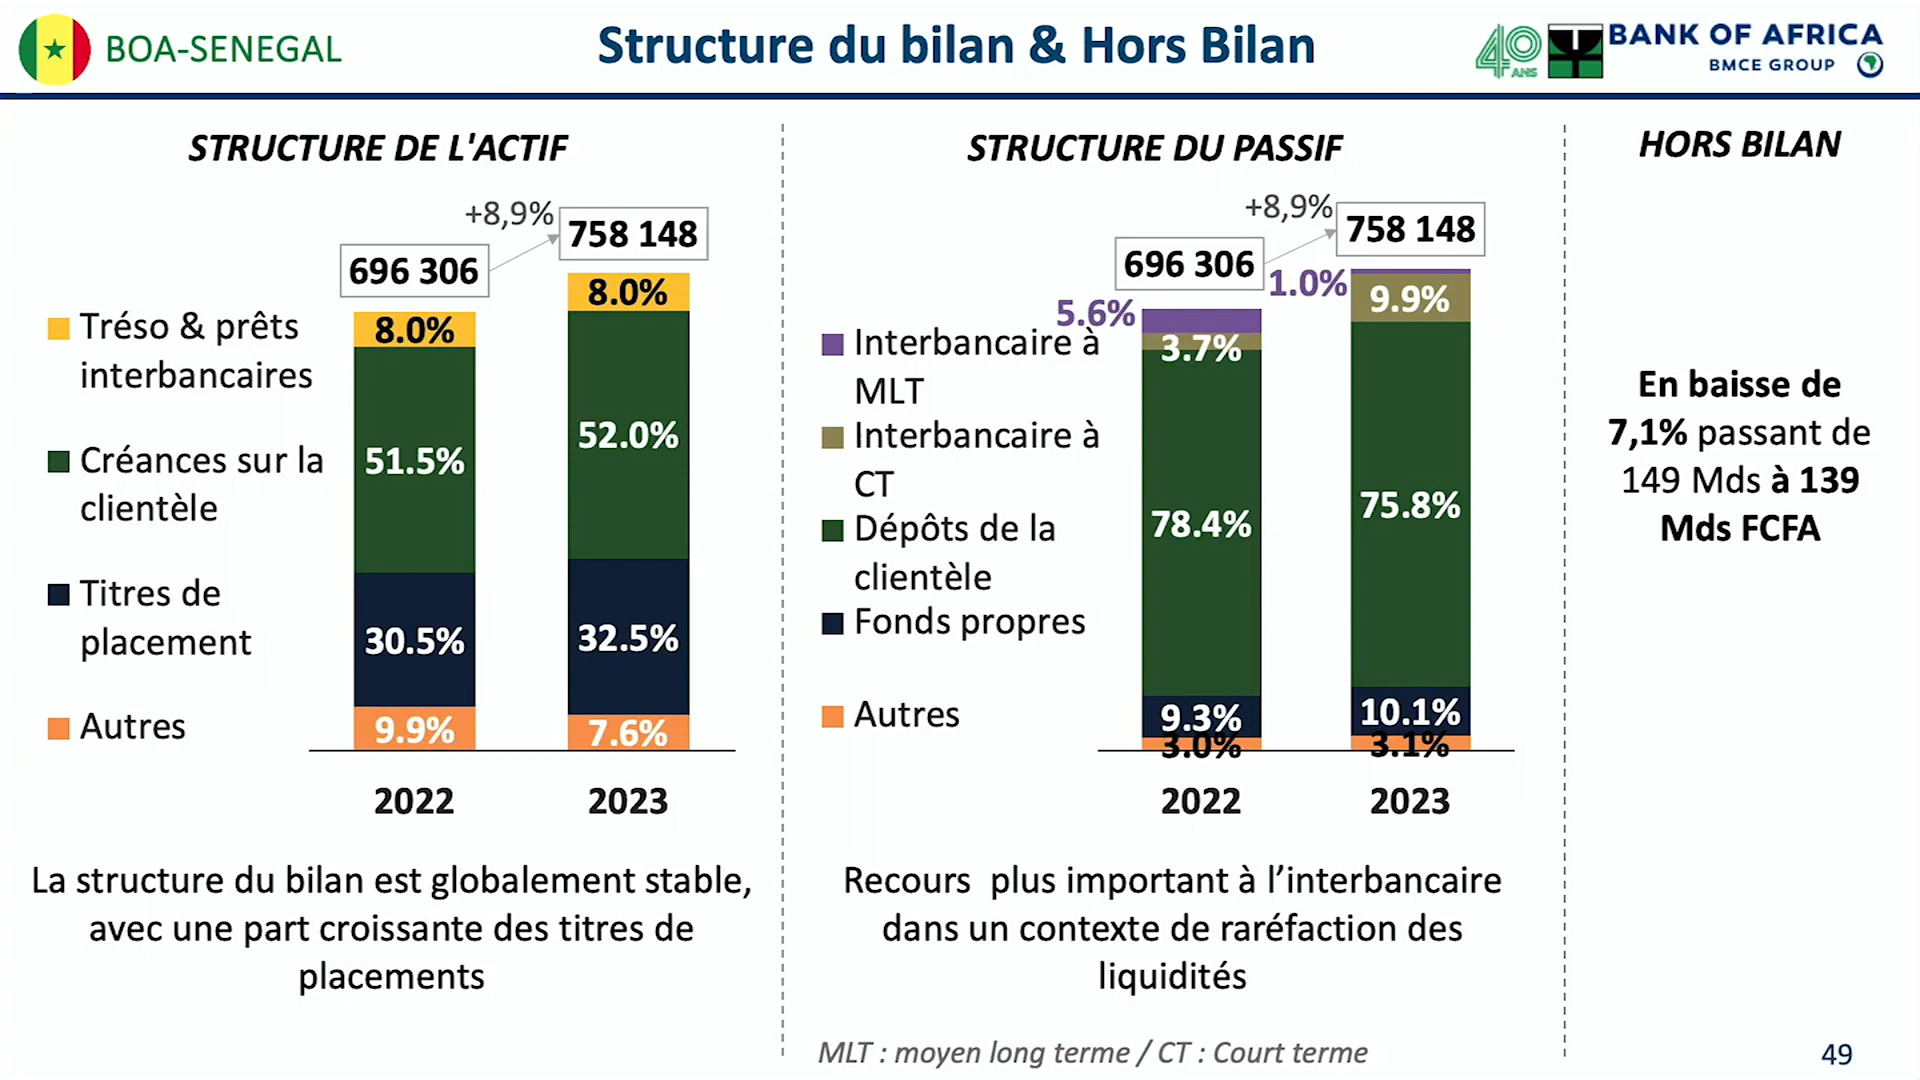 BOA-SENEGAL
Structure du bilan & Hors Bilan
40
ANS
BANK OF AFRICA
BMCE GROUP
STRUCTURE DE L'ACTIF
+8,9%
758 148
696 306
Tréso & prêts
interbancaires
Créances sur la
clientèle
Titres de
placement
Autres
8.0%
51.5%
30.5%
9.9%
8.0%
52.0%
32.5%
7.6%
2022
2023
La structure du bilan est globalement stable,
avec une part croissante des titres de
placements
STRUCTURE DU PASSIF
+8,9%
758 148
696 306
Interbancaire à
MLT
Interbancaire à
CT
Dépôts de la
clientèle
Fonds propres
Autres
5.6%
3.7%
78.4%
9.3%
3.0%
1.0%
9.9%
75.8%
10.1%
3.1%
2022
2023
Recours  plus important à l’interbancaire
dans un contexte de raréfaction des
liquidités
MLT : moyen long terme / CT : Court terme
HORS BILAN
En baisse de
7,1% passant de
149 Mds à 139
Mds FCFA
49